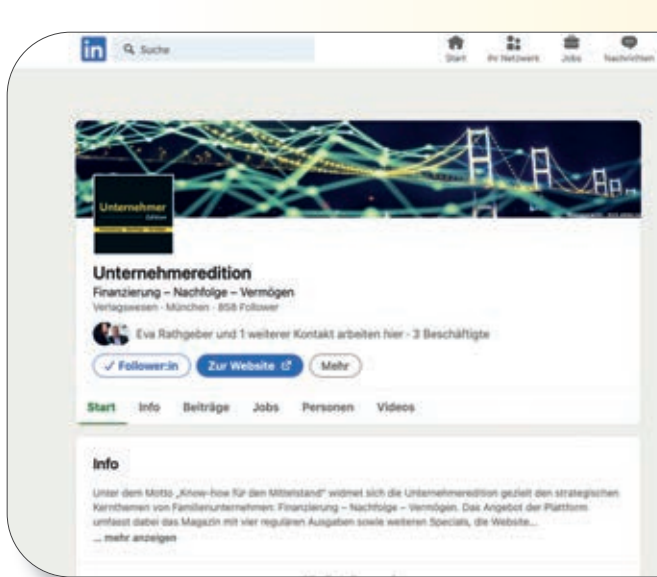 in
Suche
Start Ihr Netzwerk Jobs Nachrichten
Unternehmer
Edition
Unternehmeredition
Finanzierung – Nachfolge – Vermögen
Verlagswesen · München · 858 Follower
Eva Rathgeber und 1 weiterer Kontakt arbeiten hier · 3 Beschäftigte
✓ Follower:in Zur Website Mehr
Start Info Beiträge Jobs Personen Videos
Info
Unter dem Motto „Know-how für den Mittelstand“ widmet sich die Unternehmeredition gezielt den strategischen
Kernthemen von Familienunternehmen: Finanzierung – Nachfolge – Vermögen. Das Angebot der Plattform
umfasst dabei das Magazin mit vier regulären Ausgaben sowie weiteren Specials, die Website...
... mehr anzeigen